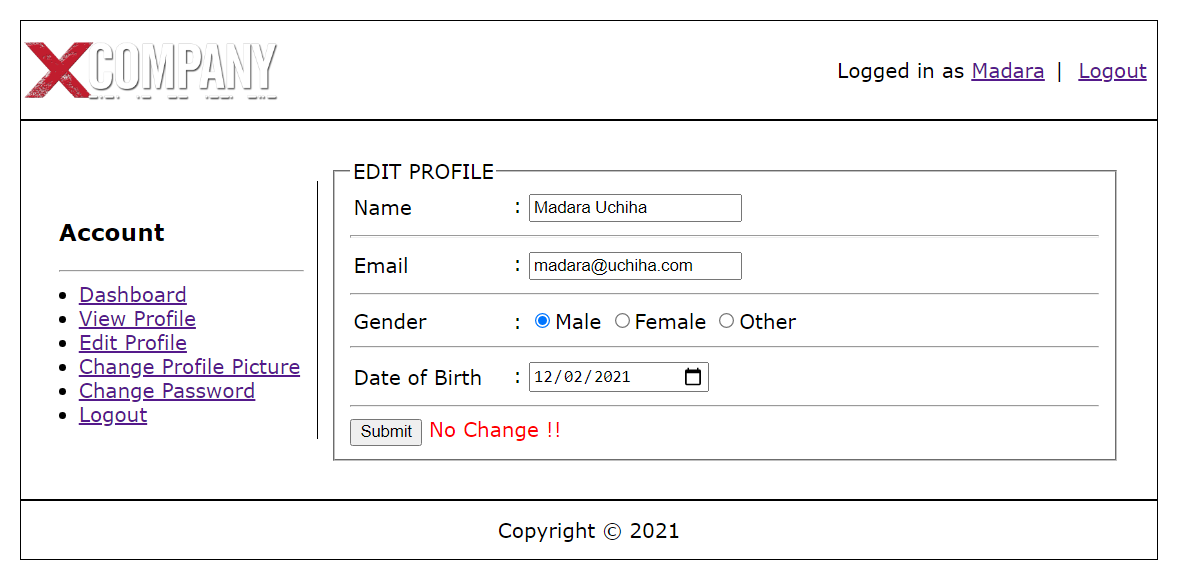 XCOMPANY
Logged in as Madara | Logout
Account
Dashboard
View Profile
Edit Profile
Change Profile Picture
Change Password
Logout
EDIT PROFILE
Name : Madara Uchiha
Email : madara@uchiha.com
Gender : Male Female Other
Date of Birth : 12/02/2021
Submit No Change !!
Copyright © 2021